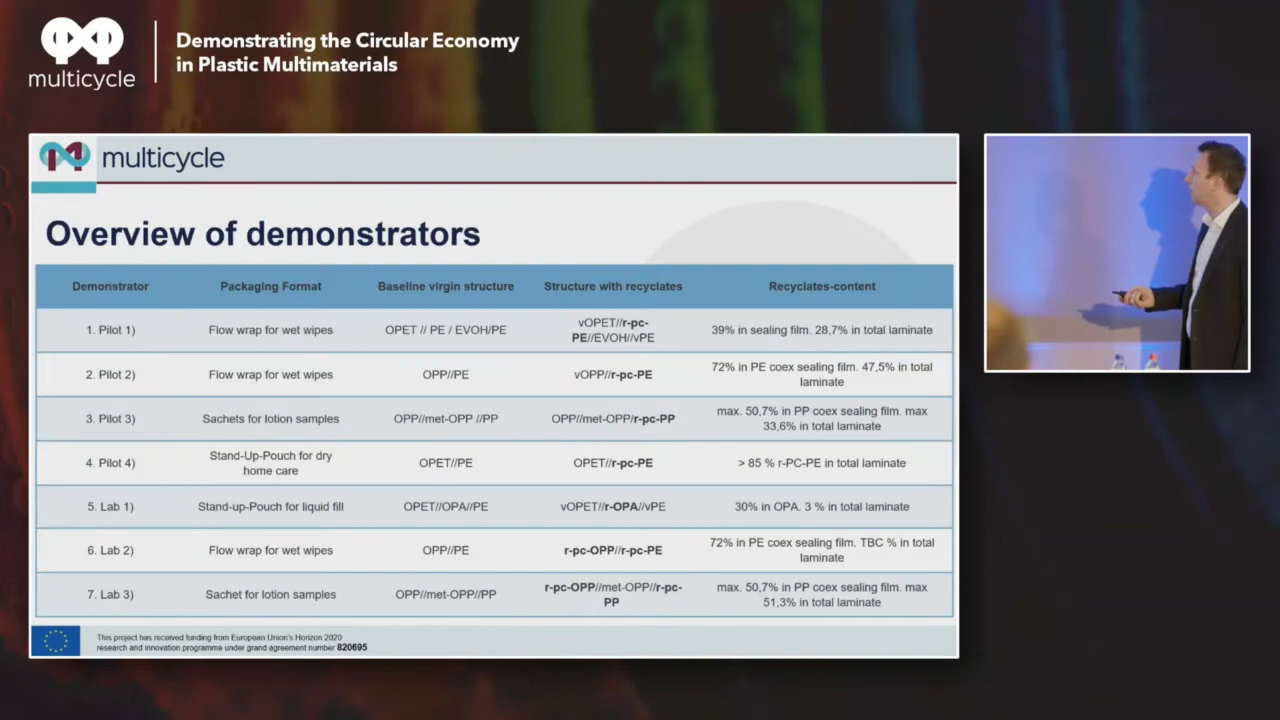 multicycle
Demonstrating the Circular Economy
in Plastic Multimaterials
multicycle
Overview of demonstrators
Demonstrator Packaging Format Baseline virgin structure Structure with recyclates Recyclates-content
1. Pilot 1) Flow wrap for wet wipes OPET // PE / EVOH/PE vOPET//r-pc-
PE//EVOH//vPE 39% in sealing film. 28,7% in total laminate
2. Pilot 2) Flow wrap for wet wipes OPP//PE vOPP//r-pc-PE 72% in PE coex sealing film. 47,5% in total
laminate
3. Pilot 3) Sachets for lotion samples OPP//met-OPP //PP OPP//met-OPP/r-pc-PP max. 50,7% in PP coex sealing film. max
33,6% in total laminate
4. Pilot 4) Stand-Up-Pouch for dry
home care OPET//PE OPET//r-pc-PE > 85 % r-PC-PE in total laminate
5. Lab 1) Stand-up-Pouch for liquid fill OPET//OPA//PE vOPET//r-OPA//vPE 30% in OPA. 3 % in total laminate
6. Lab 2) Flow wrap for wet wipes OPP//PE r-pc-OPP//r-pc-PE 72% in PE coex sealing film. TBC % in total
laminate
7. Lab 3) Sachet for lotion samples OPP//met-OPP//PP r-pc-OPP//met-OPP//r-pc-
PP max. 50,7% in PP coex sealing film. max
51,3% in total laminate
This project has received funding from European Union's Horizon 2020
research and innovation programme under grant agreement number 820695